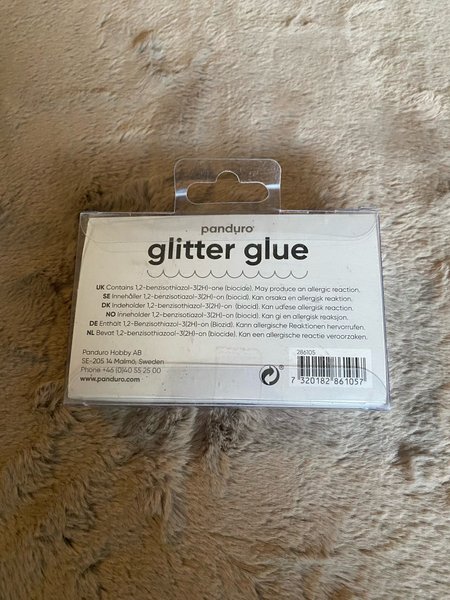 panduro®
glitter glue
UK Contains 1,2-benzisothiazol-3(2H)-one (biocide). May produce an allergic reaction.
SE Innehåller 1,2-bensizotiazol-3(2H)-on (biocid). Kan orsaka en allergisk reaktion.
DK Indeholder 1,2-benzisothiazol-3(2H)-on (biocid). Kan udløse allergisk reaction.
NO Inneholder 1,2-benzisotiazol-3(2H)-on (biocid). Kan gi en allergisk reaksjon.
DE Enthält 1,2-Benzisothiazol-3(2H)-on (Biozid). Kann allergische Reaktionen hervorrufen.
NL Bevat 1,2-benzisothiazool-3(2H)-on (biocide). Kan een allergische reactie veroorzaken.
Panduro Hobby AB
SE-205 14 Malmö, Sweden
Phone +46 (0)40 55 25 00
www.panduro.com
286105
7 320182 861057